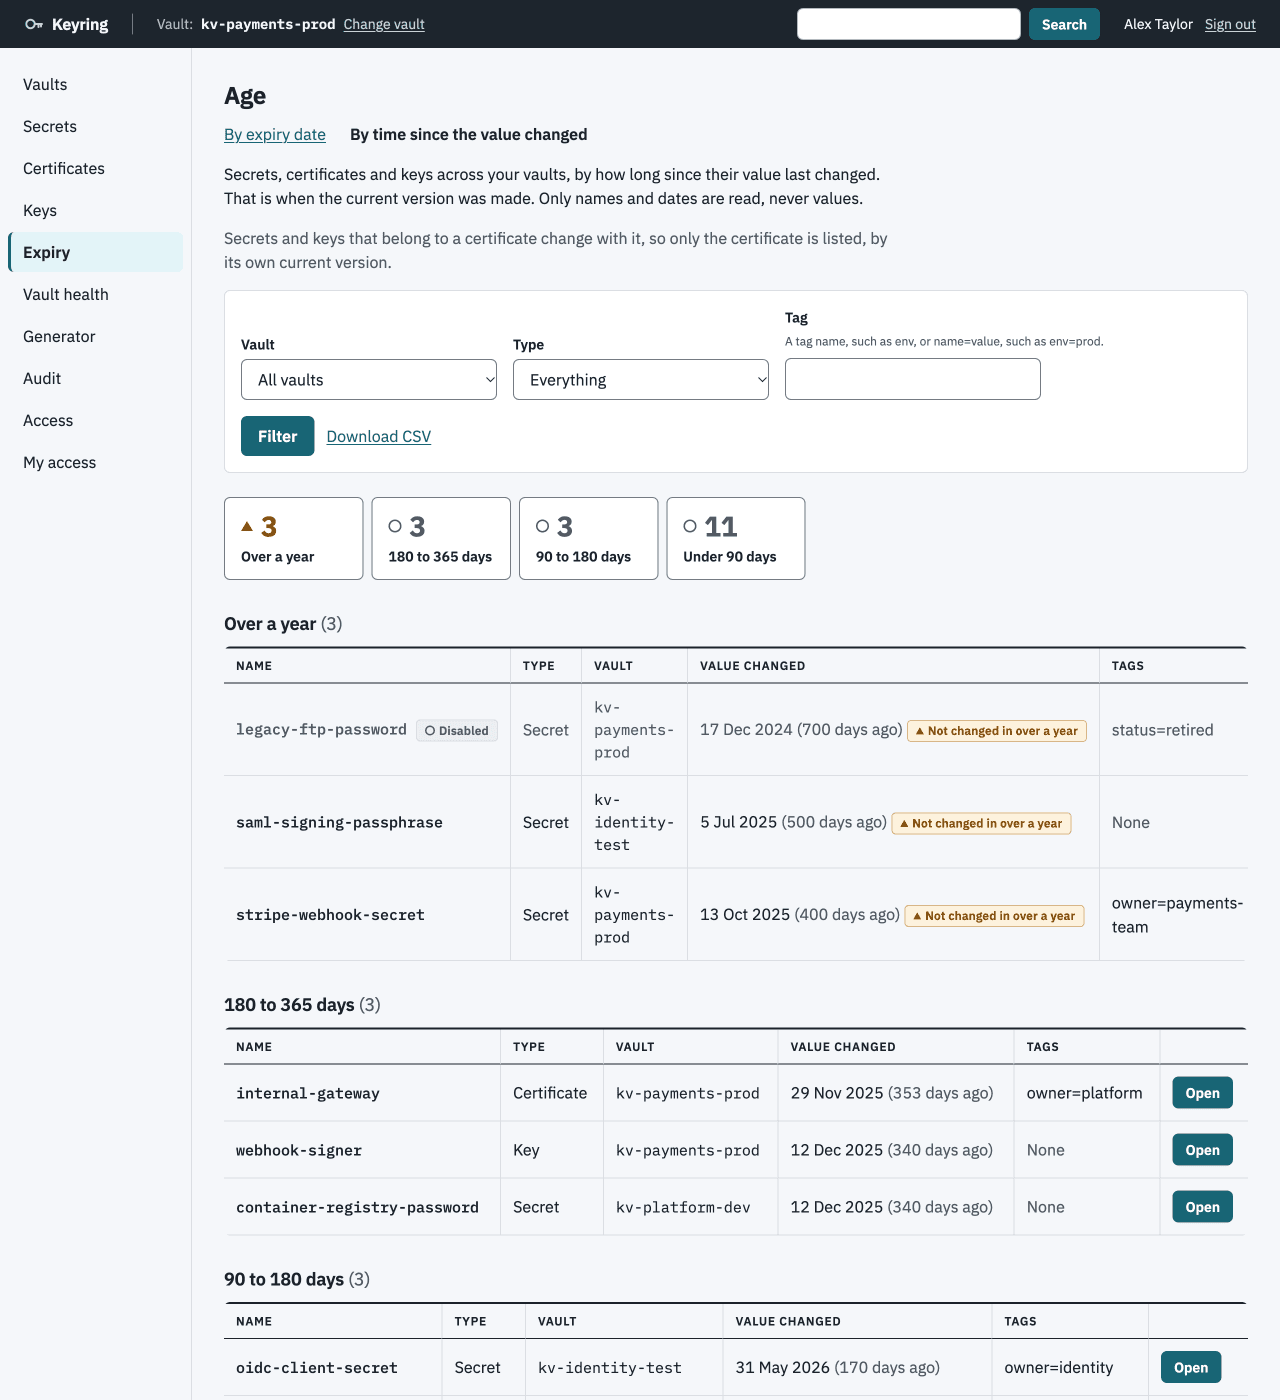 Keyring
Vault: kv-payments-prod Change vault
Search
Alex Taylor Sign out
Vaults
Secrets
Certificates
Keys
Expiry
Vault health
Generator
Audit
Access
My access
Age
By expiry date By time since the value changed
Secrets, certificates and keys across your vaults, by how long since their value last changed.
That is when the current version was made. Only names and dates are read, never values.
Secrets and keys that belong to a certificate change with it, so only the certificate is listed, by
its own current version.
Vault
All vaults
Type
Everything
Tag
A tag name, such as env, or name=value, such as env=prod.
Filter Download CSV
3
Over a year
3
180 to 365 days
3
90 to 180 days
11
Under 90 days
Over a year (3)
NAME TYPE VAULT VALUE CHANGED TAGS
legacy-ftp-password Disabled Secret kv-payments-prod 17 Dec 2024 (700 days ago) Not changed in over a year status=retired
saml-signing-passphrase Secret kv-identity-test 5 Jul 2025 (500 days ago) Not changed in over a year None
stripe-webhook-secret Secret kv-payments-prod 13 Oct 2025 (400 days ago) Not changed in over a year owner=payments-team
180 to 365 days (3)
NAME TYPE VAULT VALUE CHANGED TAGS
internal-gateway Certificate kv-payments-prod 29 Nov 2025 (353 days ago) owner=platform Open
webhook-signer Key kv-payments-prod 12 Dec 2025 (340 days ago) None Open
container-registry-password Secret kv-platform-dev 12 Dec 2025 (340 days ago) None Open
90 to 180 days (3)
NAME TYPE VAULT VALUE CHANGED TAGS
oidc-client-secret Secret kv-identity-test 31 May 2026 (170 days ago) owner=identity Open